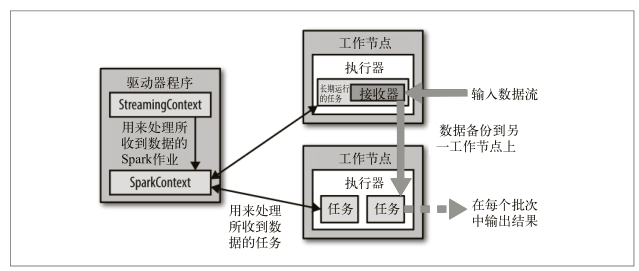 驱动器程序
StreamingContext
用来处理所
收到数据的
Spark作业
SparkContext
工作节点
执行器
长期运行
的任务
接收器
输入数据流
数据备份到另
一工作节点上
工作节点
执行器
任务
任务
用来处理
所收到数
据的任务
在每个批次
中输出结果